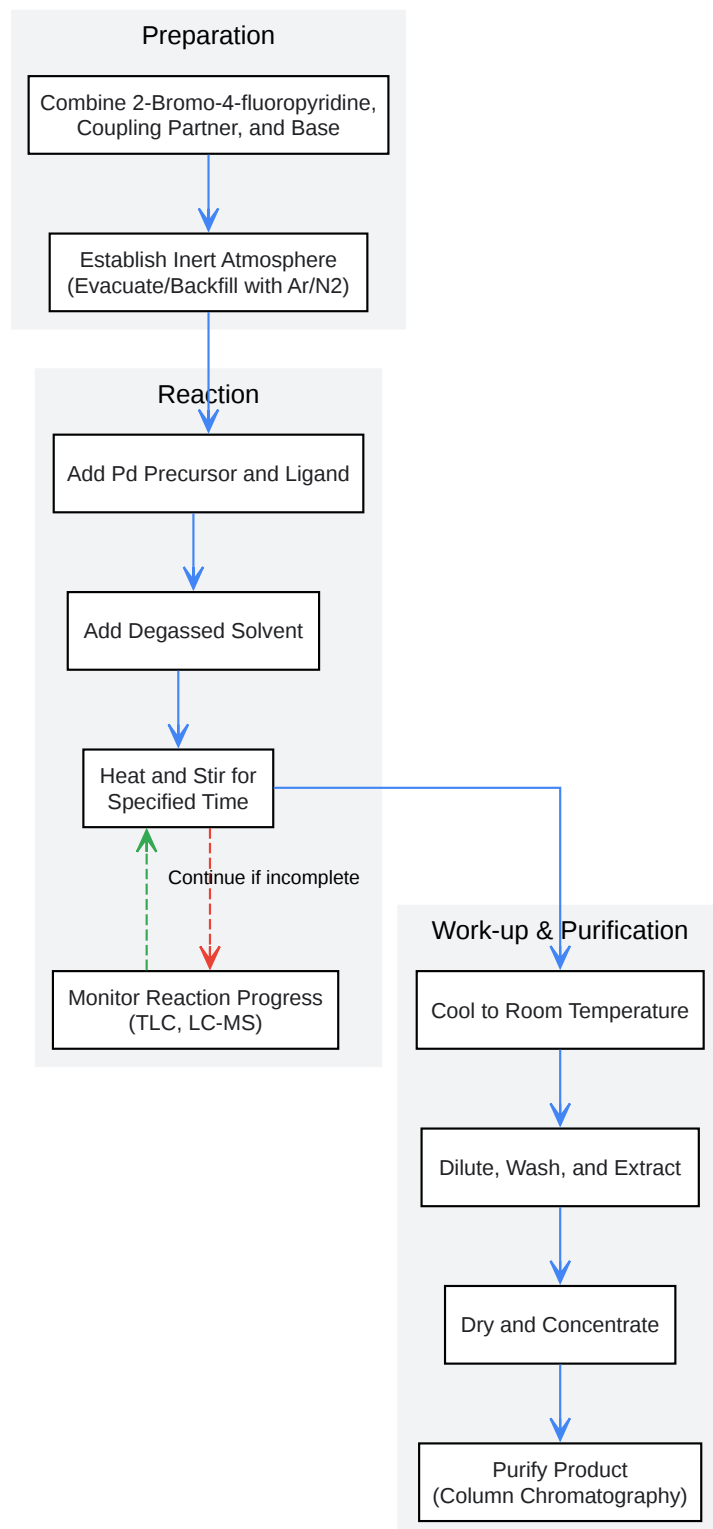 Preparation
Combine 2-Bromo-4-fluoropyridine,
Coupling Partner, and Base
Establish Inert Atmosphere
(Evacuate/Backfill with Ar/N2)
Reaction
Add Pd Precursor and Ligand
Add Degassed Solvent
Heat and Stir for
Specified Time
Continue if incomplete
Monitor Reaction Progress
(TLC, LC-MS)
Work-up & Purification
Cool to Room Temperature
Dilute, Wash, and Extract
Dry and Concentrate
Purify Product
(Column Chromatography)